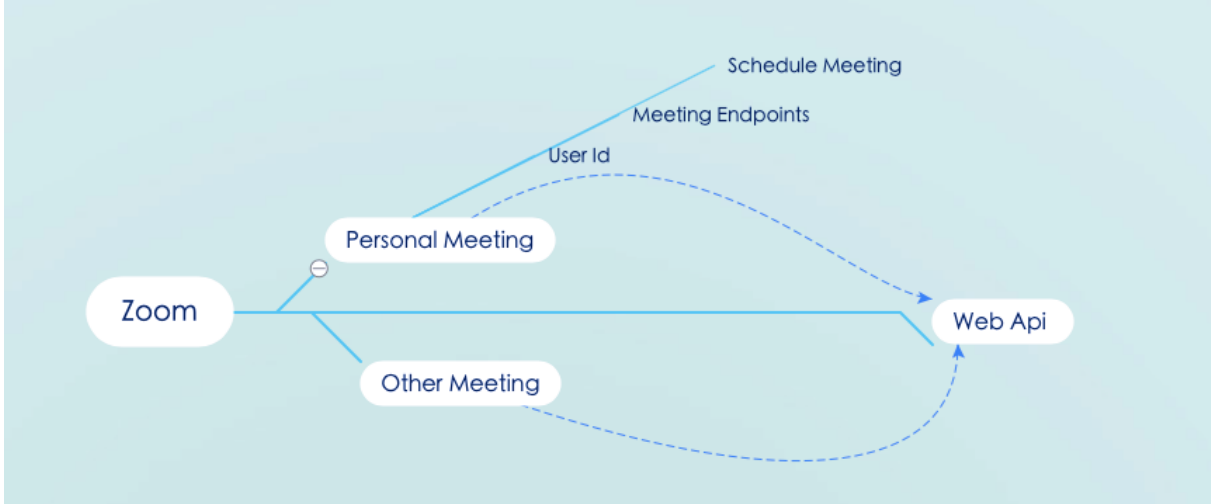 Schedule Meeting
Meeting Endpoints
User Id
Personal Meeting
Zoom
Web Api
Other Meeting